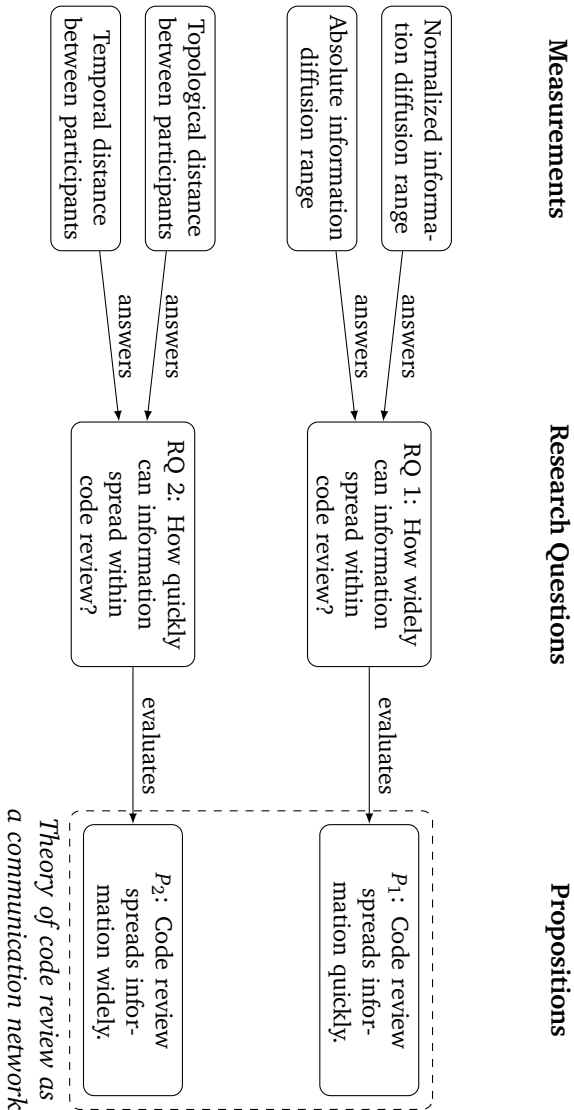 Measurements
Research Questions
Propositions
Normalized informa-
tion diffusion range
Absolute information
diffusion range
Topological distance
between participants
Temporal distance
between participants
answers
answers
answers
answers
RQ 1: How widely
can information
spread within
code review?
RQ 2: How quickly
can information
spread within
code review?
evaluates
evaluates
P₁: Code review
spreads infor-
mation quickly.
P₂: Code review
spreads infor-
mation widely.
Theory of code review as
a communication network